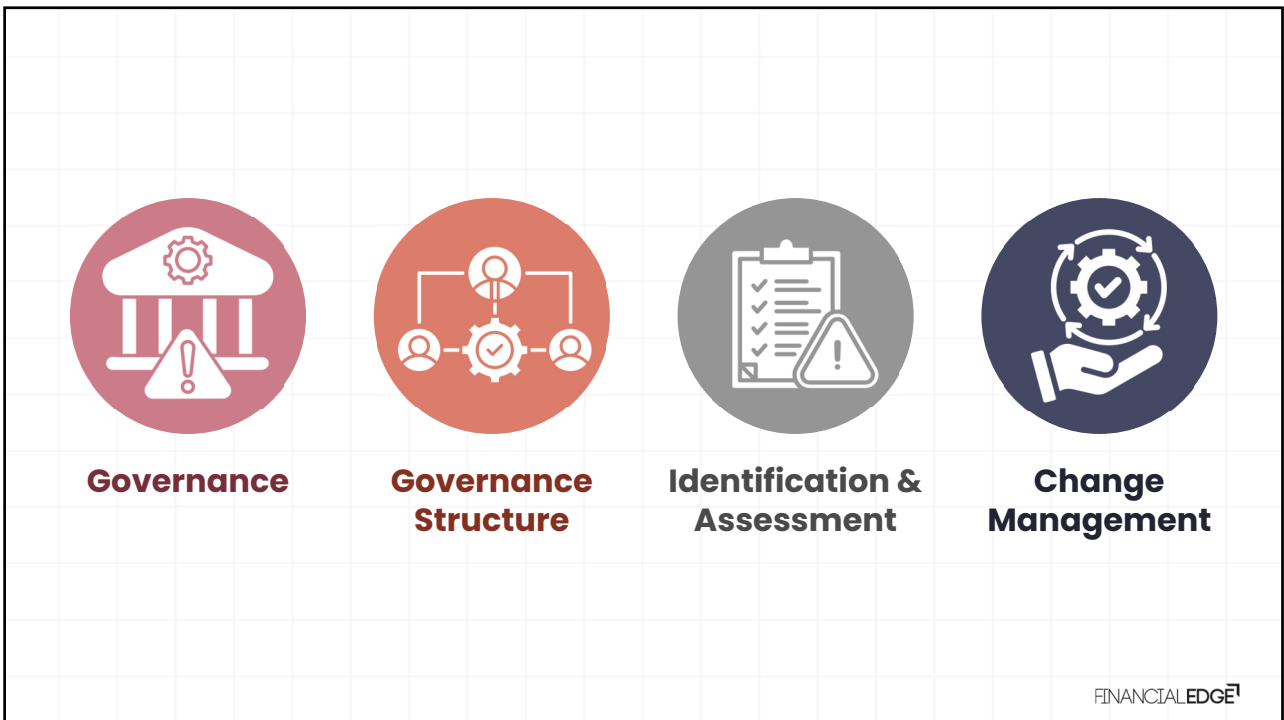 Governance
Governance
Structure
Identification &
Assessment
Change
Management
FINANCIALEDGE